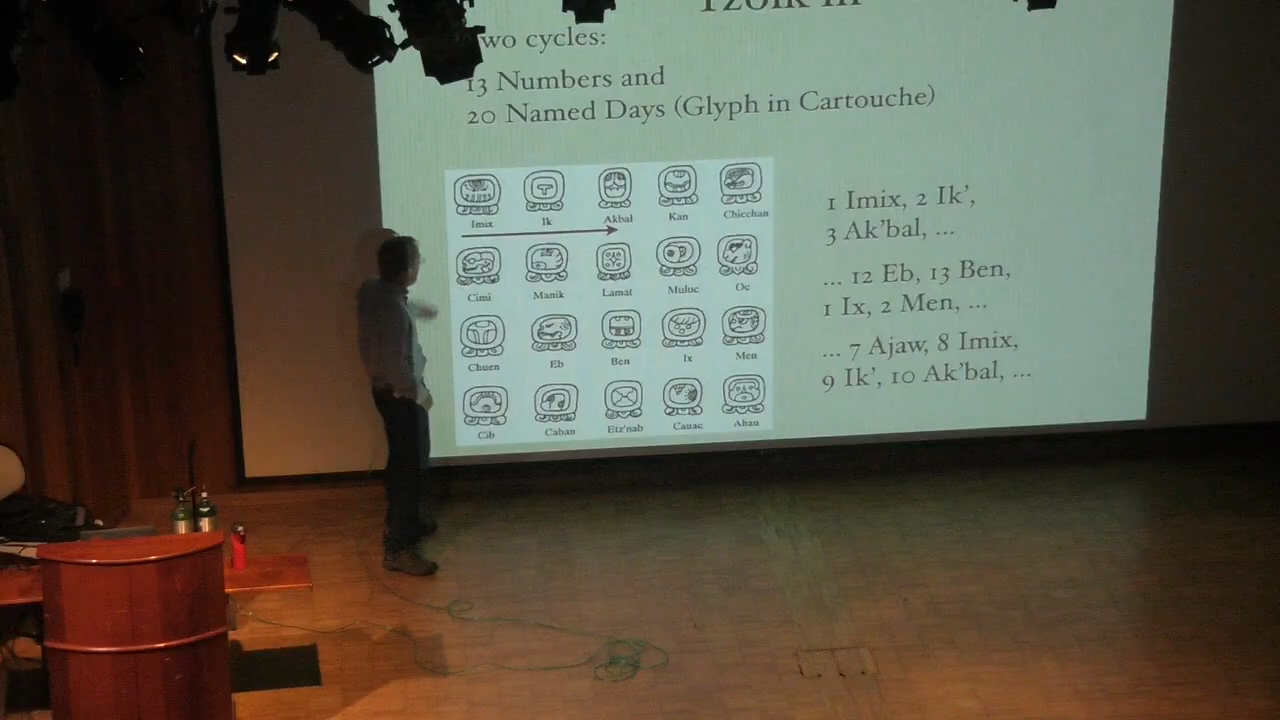 Tzolk'in
Two cycles:
13 Numbers and
20 Named Days (Glyph in Cartouche)
Imix Ik Akbal Kan Chicchan
Cimi Manik Lamat Muluc Oc
Chuen Eb Ben Ix Men
Cib Caban Etz'nab Cauac Ahau
1 Imix, 2 Ik',
3 Ak'bal, ...
... 12 Eb, 13 Ben,
1 Ix, 2 Men, ...
... 7 Ajaw, 8 Imix,
9 Ik', 10 Ak'bal, ...